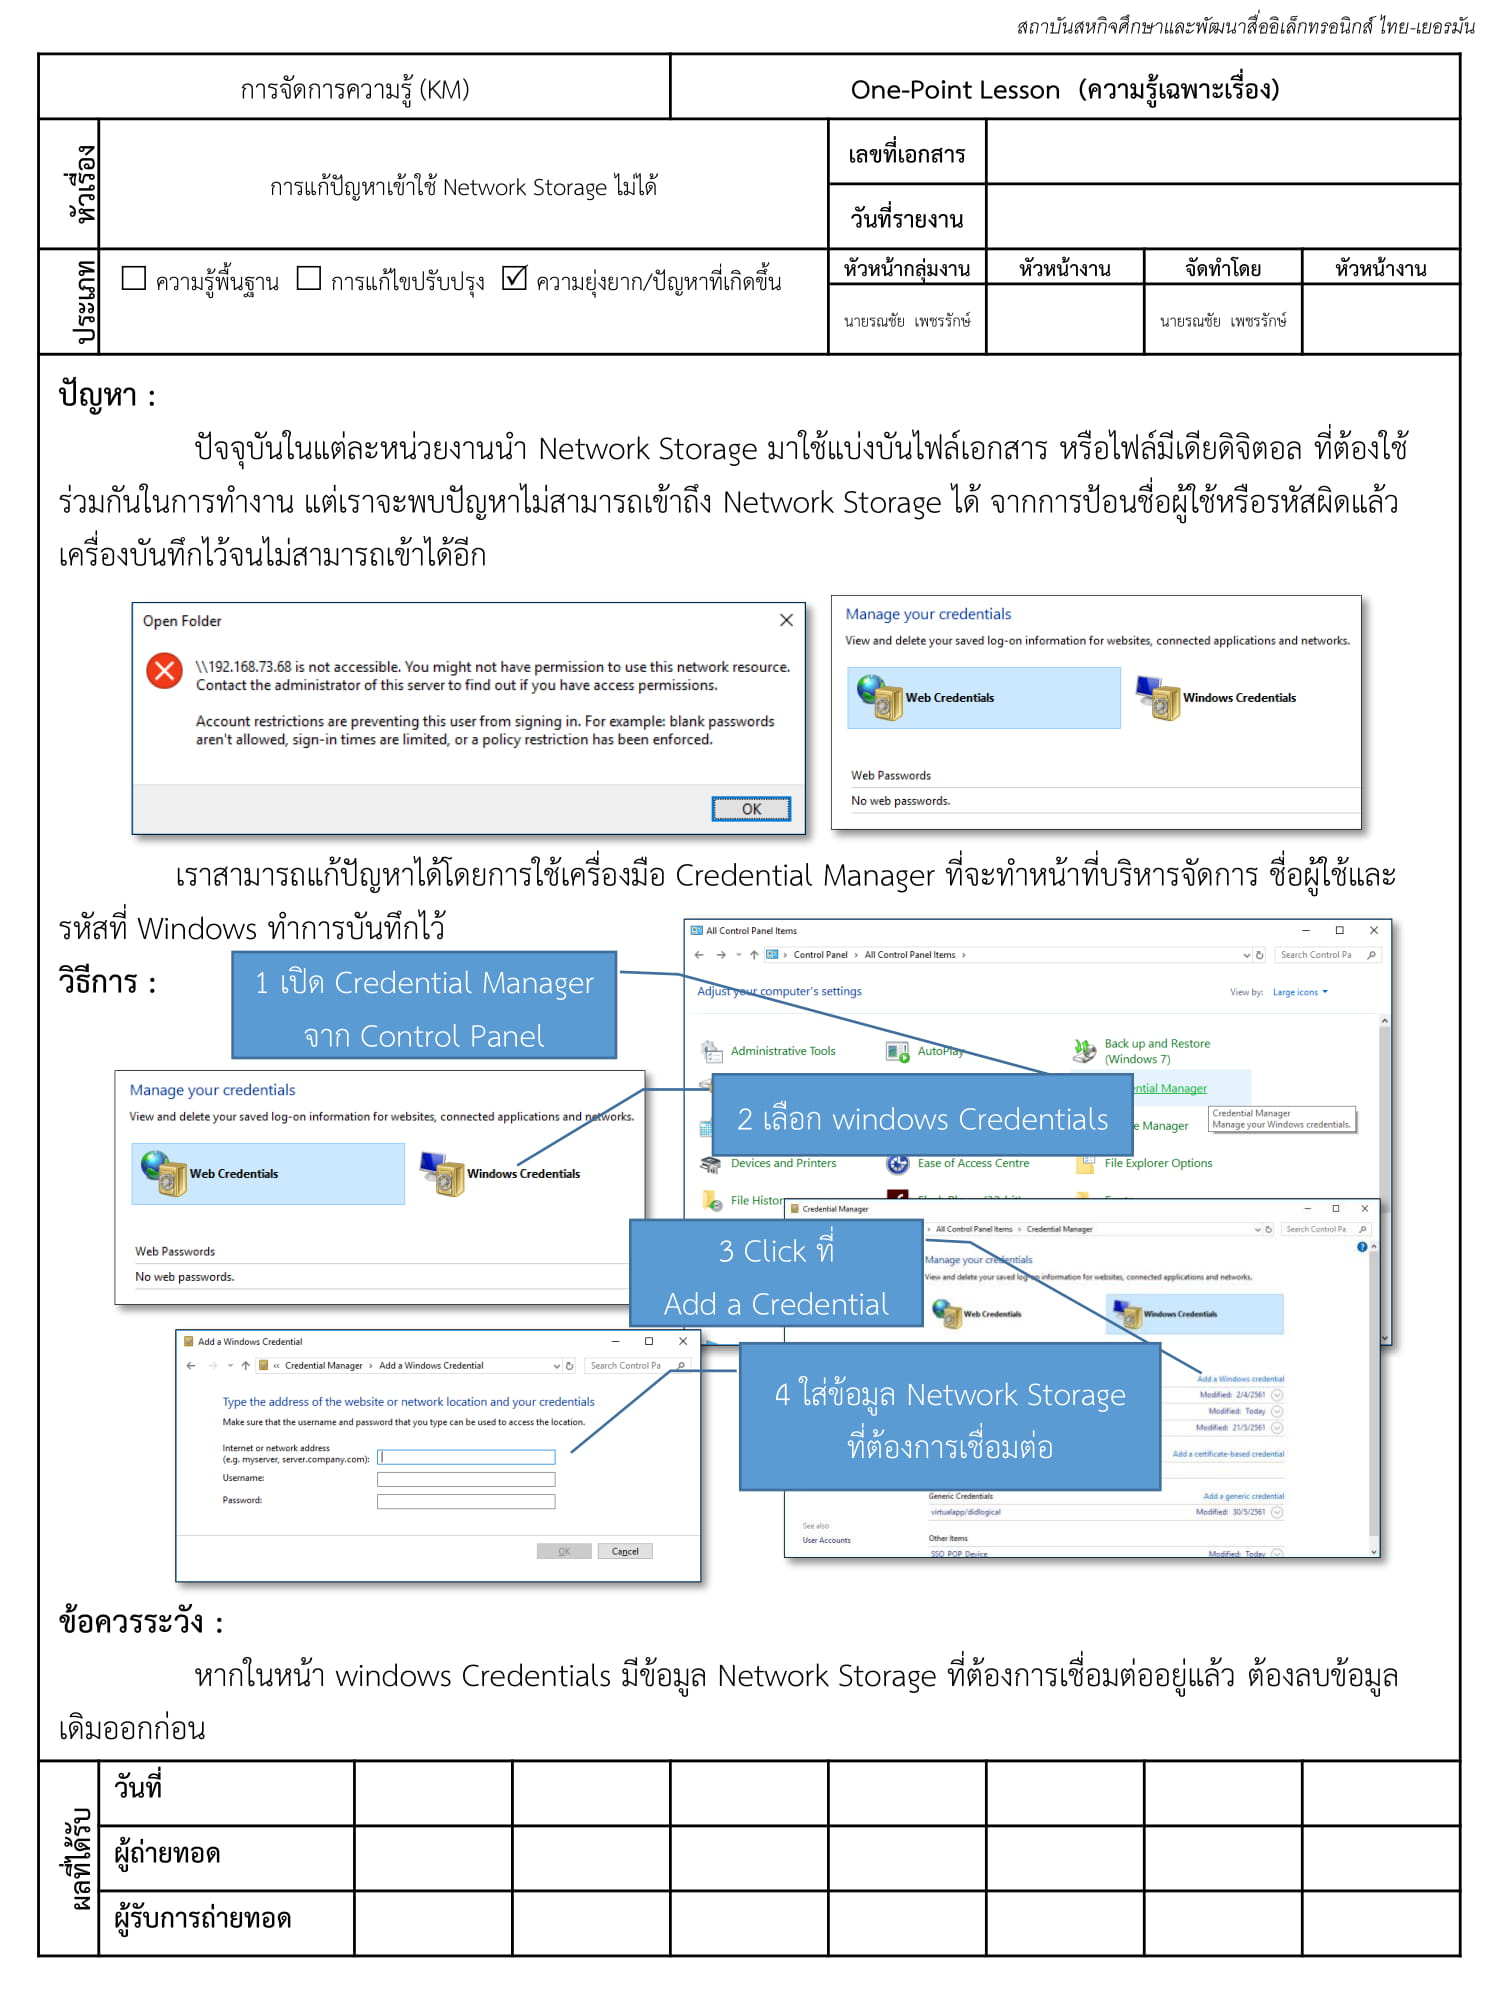 สถาบันสหกิจศึกษาและพัฒนาสื่ออิเล็กทรอนิกส์ ไทย-เยอรมัน
การจัดการความรู้ (KM)
One-Point Lesson (ความรู้เฉพาะเรื่อง)
หัวเรื่อง
การแก้ปัญหาเข้าใช้ Network Storage ไม่ได้
เลขที่เอกสาร
วันที่รายงาน
ประเภท
☐ ความรู้พื้นฐาน ☐ การแก้ไขปรับปรุง ☑ ความยุ่งยาก/ปัญหาที่เกิดขึ้น
หัวหน้ากลุ่มงาน หัวหน้างาน จัดทำโดย หัวหน้างาน
นายรณชัย เพชรรักษ์ นายรณชัย เพชรรักษ์
ปัญหา :
ปัจจุบันในแต่ละหน่วยงานนำ Network Storage มาใช้แบ่งบันไฟล์เอกสาร หรือไฟล์มีเดียดิจิตอล ที่ต้องใช้
ร่วมกันในการทำงาน แต่เราจะพบปัญหาไม่สามารถเข้าถึง Network Storage ได้ จากการป้อนชื่อผู้ใช้หรือรหัสผิดแล้ว
เครื่องบันทึกไว้จนไม่สามารถเข้าได้อีก
Open Folder
\\192.168.73.68 is not accessible. You might not have permission to use this network resource.
Contact the administrator of this server to find out if you have access permissions.
Account restrictions are preventing this user from signing in. For example: blank passwords
aren't allowed, sign-in times are limited, or a policy restriction has been enforced.
OK
Manage your credentials
View and delete your saved log-on information for websites, connected applications and networks.
Web Credentials
Windows Credentials
Web Passwords
No web passwords.
เราสามารถแก้ปัญหาได้โดยการใช้เครื่องมือ Credential Manager ที่จะทำหน้าที่บริหารจัดการ ชื่อผู้ใช้และ
รหัสที่ Windows ทำการบันทึกไว้
วิธีการ :
1 เปิด Credential Manager
จาก Control Panel
All Control Panel Items
Control Panel > All Control Panel Items >
Search Control Pa
Adjust your computer's settings
View by: Large icons
Administrative Tools
AutoPlay
Back up and Restore
(Windows 7)
2 เลือก windows Credentials
ntial Manager
Credential Manager
Manage your Windows credentials.
e Manager
Devices and Printers
Ease of Access Centre
File Explorer Options
File Histor
Manage your credentials
View and delete your saved log-on information for websites, connected applications and networks.
Web Credentials
Windows Credentials
Web Passwords
No web passwords.
3 Click ที่
Add a Credential
Credential Manager
> All Control Panel Items > Credential Manager
Search Control Pa
Manage your credentials
View and delete your saved log-on information for websites, connected applications and networks.
Web Credentials
Windows Credentials
Add a Windows credential
Modified: 2/4/2561
Modified: Today
Modified: 21/5/2561
Add a certificate-based credential
Generic Credentials
Add a generic credential
virtualapp/didlogical
Modified: 30/5/2561
See also
User Accounts
Other Items
SSO_POP_Device
Modified: Today
4 ใส่ข้อมูล Network Storage
ที่ต้องการเชื่อมต่อ
Add a Windows Credential
« Credential Manager > Add a Windows Credential
Search Control Pa
Type the address of the website or network location and your credentials
Make sure that the username and password that you type can be used to access the location.
Internet or network address
(e.g. myserver, server.company.com):
Username:
Password:
OK
Cancel
ข้อควรระวัง :
หากในหน้า windows Credentials มีข้อมูล Network Storage ที่ต้องการเชื่อมต่ออยู่แล้ว ต้องลบข้อมูล
เดิมออกก่อน
ผลที่ได้รับ
วันที่
ผู้ถ่ายทอด
ผู้รับการถ่ายทอด